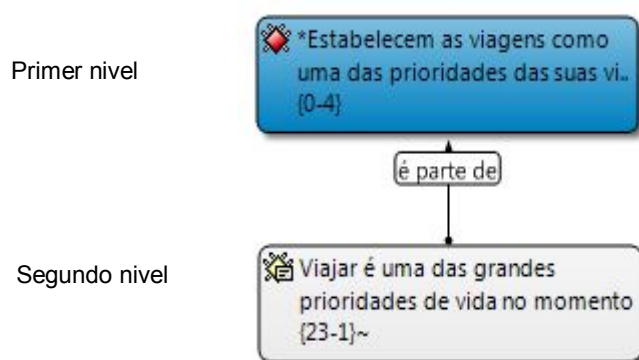 Primer nivel
*Estabelecem as viagens como
uma das prioridades das suas vi..
{0-4}
é parte de
Segundo nivel
Viajar é uma das grandes
prioridades de vida no momento
{23-1}~